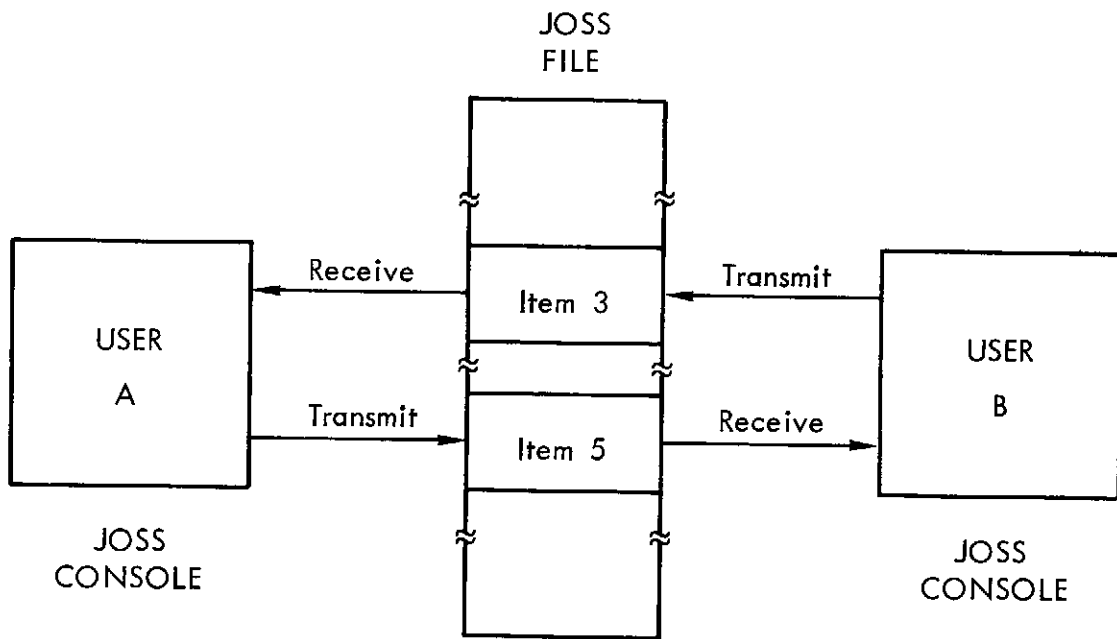 JOSS
FILE
Receive
Transmit
Item 3
USER
A
USER
B
Transmit
Receive
Item 5
JOSS
CONSOLE
JOSS
CONSOLE